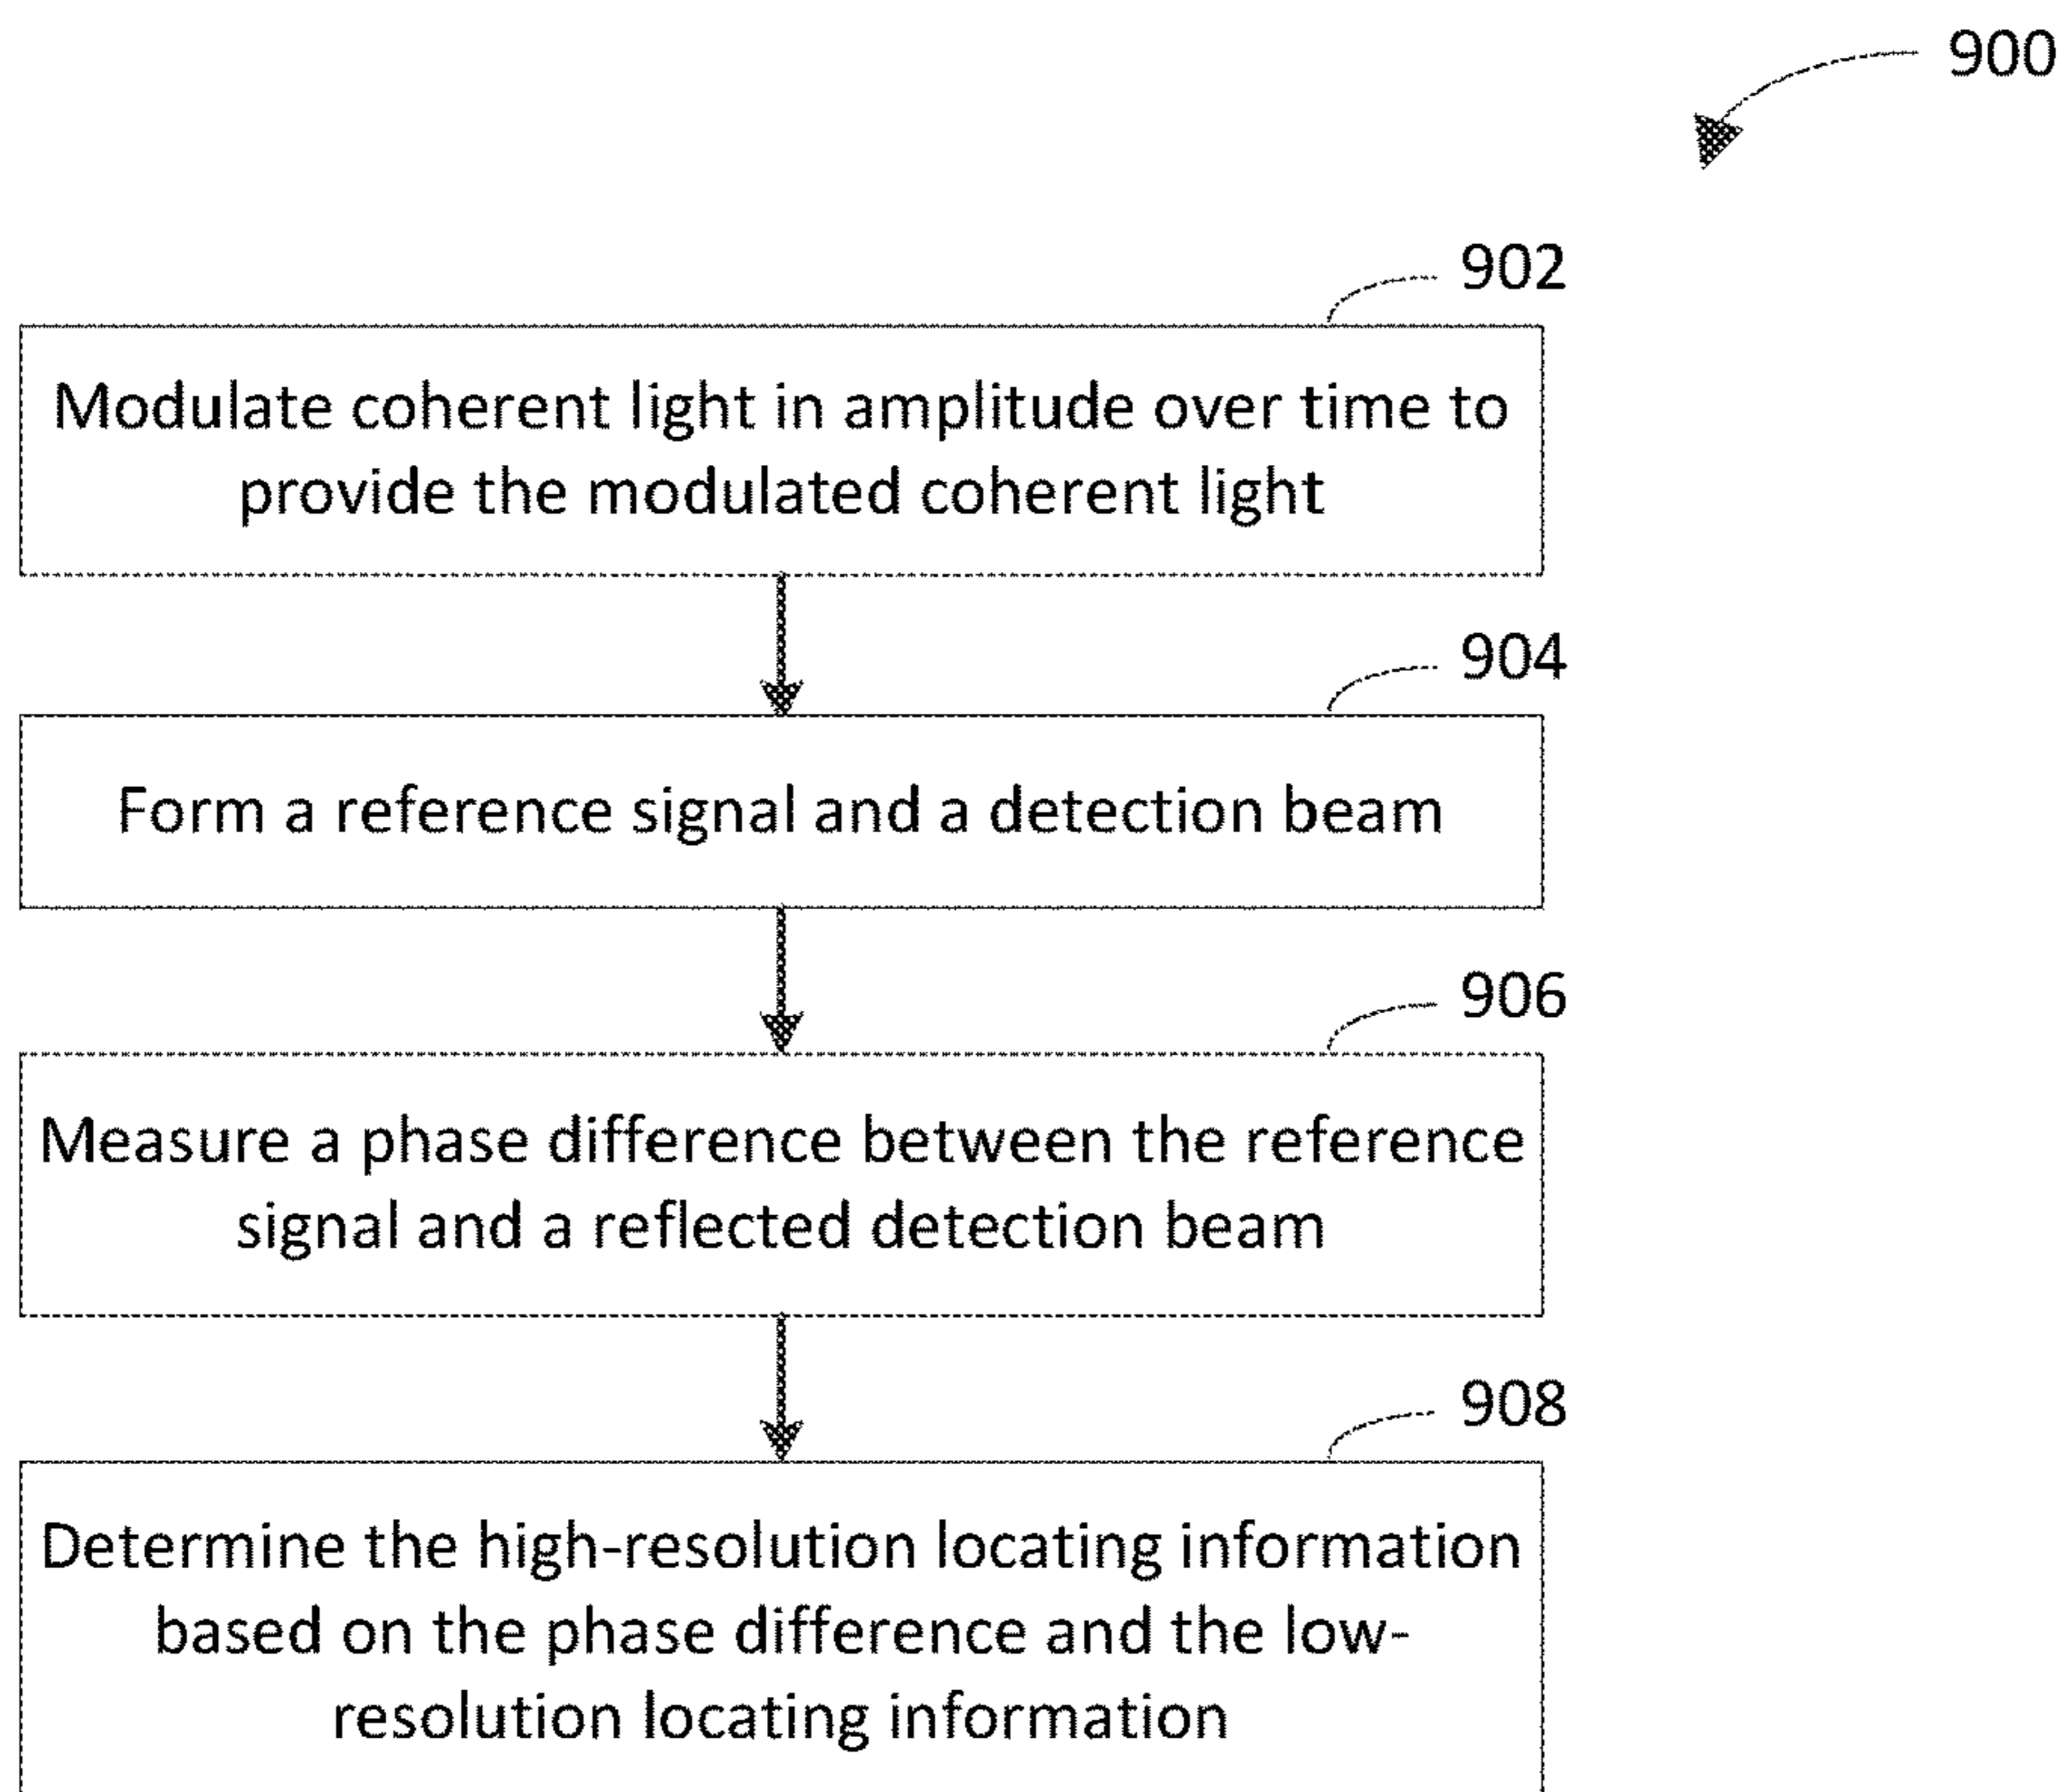 900
902
Modulate coherent light in amplitude over time to
provide the modulated coherent light
904
Form a reference signal and a detection beam
906
Measure a phase difference between the reference
signal and a reflected detection beam
908
Determine the high-resolution locating information
based on the phase difference and the low-
resolution locating information